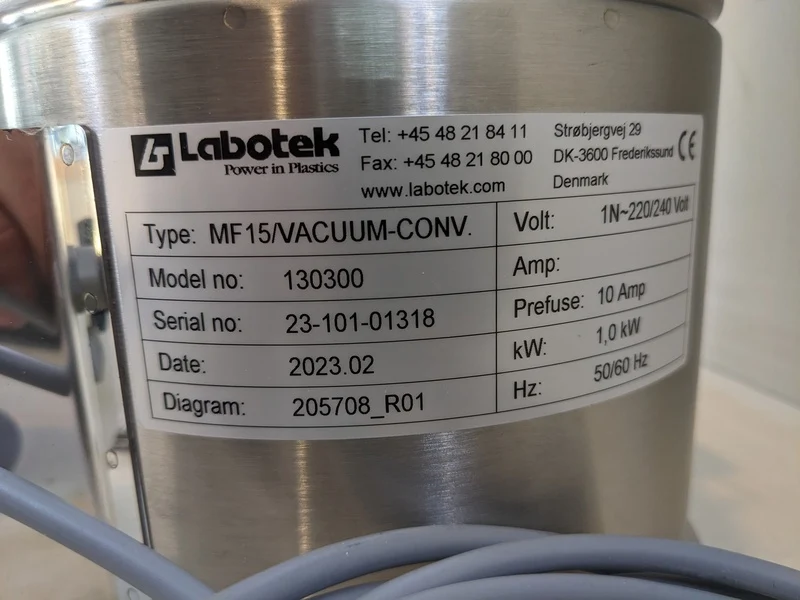 Labotek
Power in Plastics
Tel: +45 48 21 84 11
Fax: +45 48 21 80 00
www.labotek.com
Strøbjergvej 29
DK-3600 Frederikssund
Denmark
CE
Type: MF15/VACUUM-CONV.
Model no: 130300
Serial no: 23-101-01318
Date: 2023.02
Diagram: 205708_R01
Volt: 1N~220/240 Volt
Amp:
Prefuse: 10 Amp
kW: 1,0 kW
Hz: 50/60 Hz